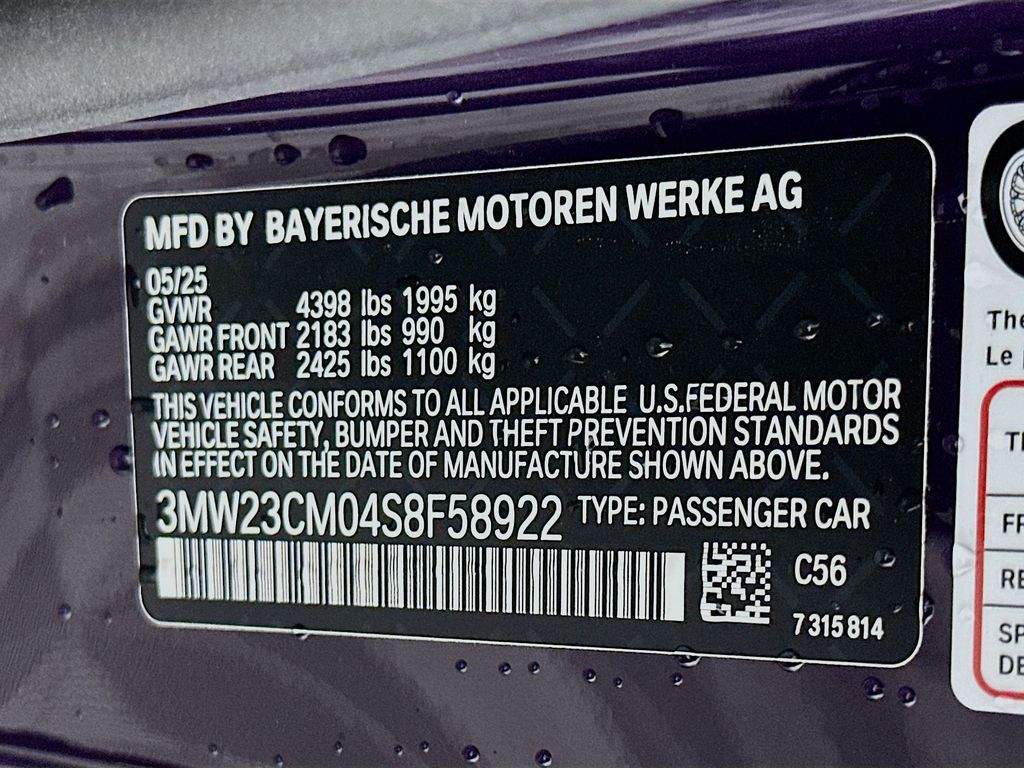 MFD BY BAYERISCHE MOTOREN WERKE AG
05/25
GVWR 4398 lbs 1995 kg
GAWR FRONT 2183 lbs 990 kg
GAWR REAR 2425 lbs 1100 kg
THIS VEHICLE CONFORMS TO ALL APPLICABLE U.S.FEDERAL MOTOR
VEHICLE SAFETY, BUMPER AND THEFT PREVENTION STANDARDS
IN EFFECT ON THE DATE OF MANUFACTURE SHOWN ABOVE.
3MW23CM04S8F58922 TYPE: PASSENGER CAR
C56
7 315 814
The
Le